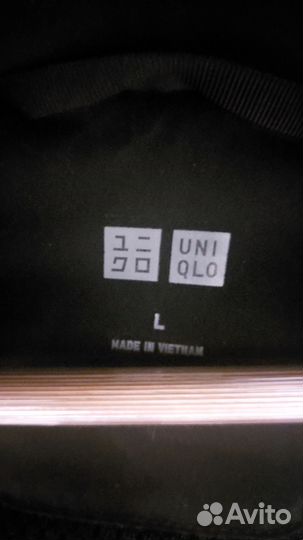 ユニ UNI
クロ QLO
L
MADE IN VIETNAM
Avito